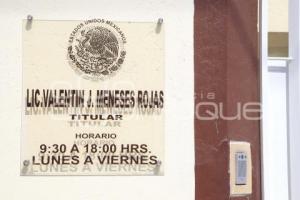 ESTADOS UNIDOS MEXICANOS
LIC. VALENTIN J. MENESES ROJAS
TITULAR
HORARIO
9:30 A 18:00 HRS.
LUNES A VIERNES